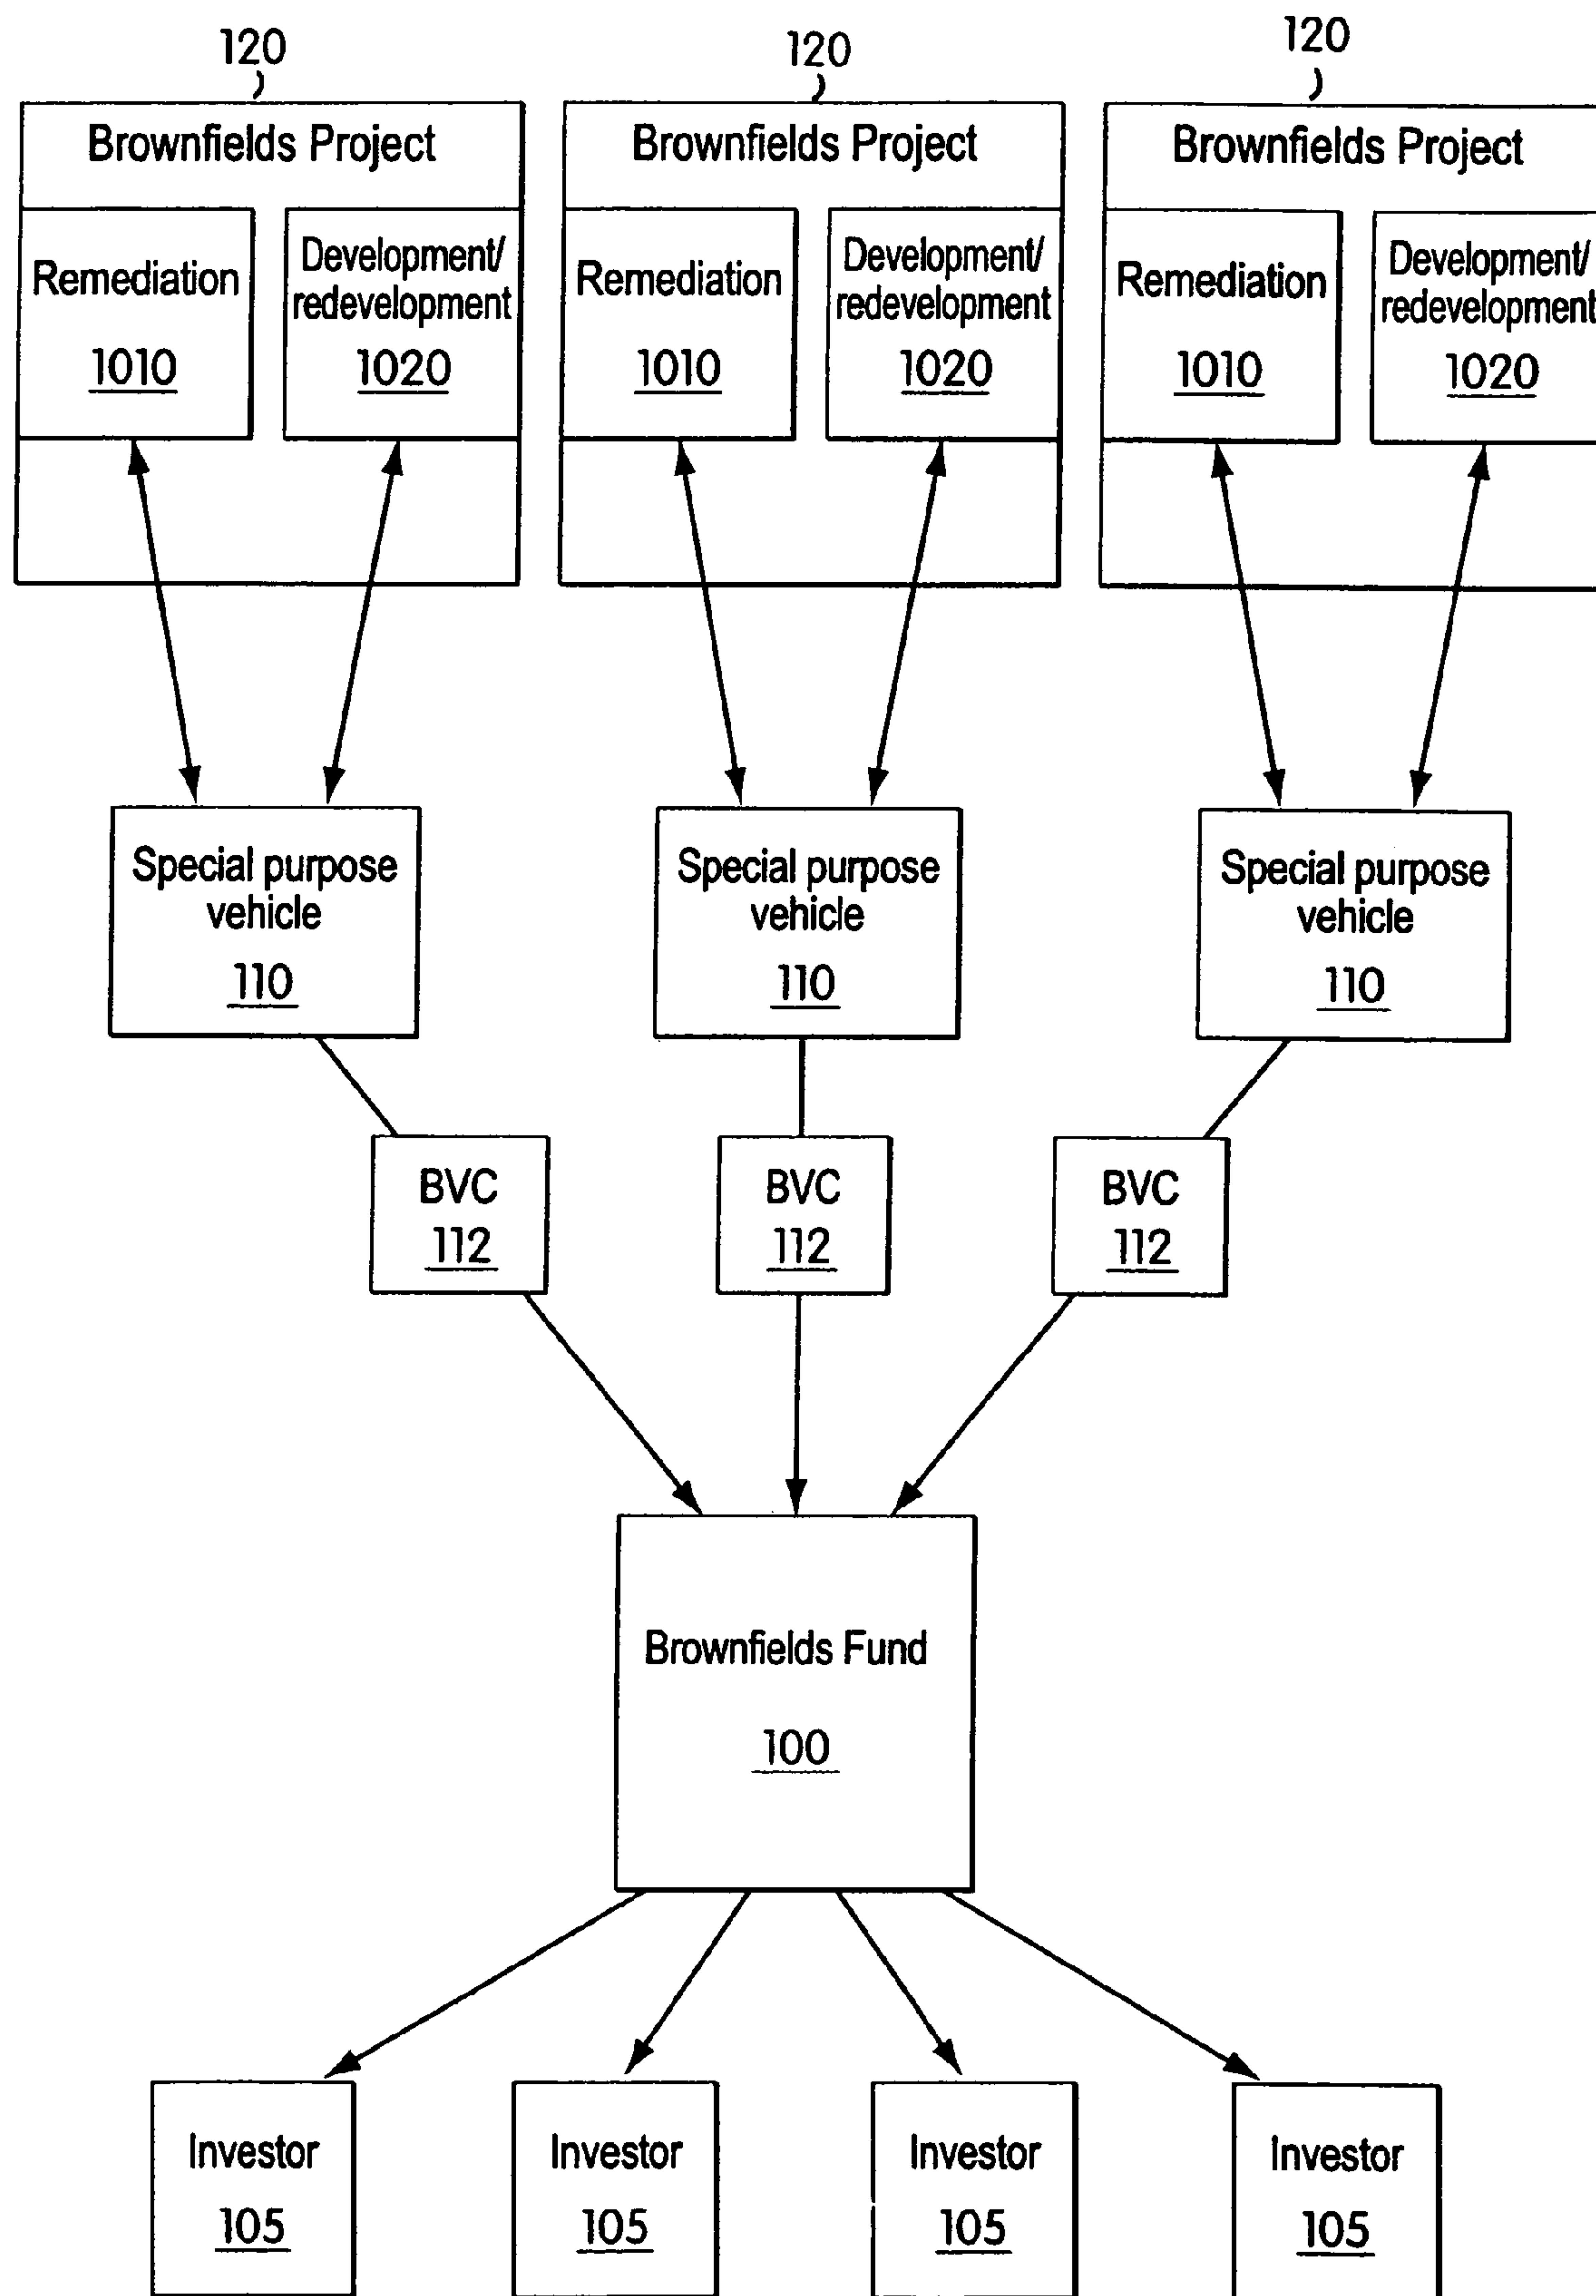 120
120
120
Brownfields Project
Brownfields Project
Brownfields Project
Remediation
1010
Development/
redevelopment
1020
Remediation
1010
Development/
redevelopment
1020
Remediation
1010
Development/
redevelopment
1020
Special purpose
vehicle
110
Special purpose
vehicle
110
Special purpose
vehicle
110
BVC
112
BVC
112
BVC
112
Brownfields Fund
100
Investor
105
Investor
105
Investor
105
Investor
105